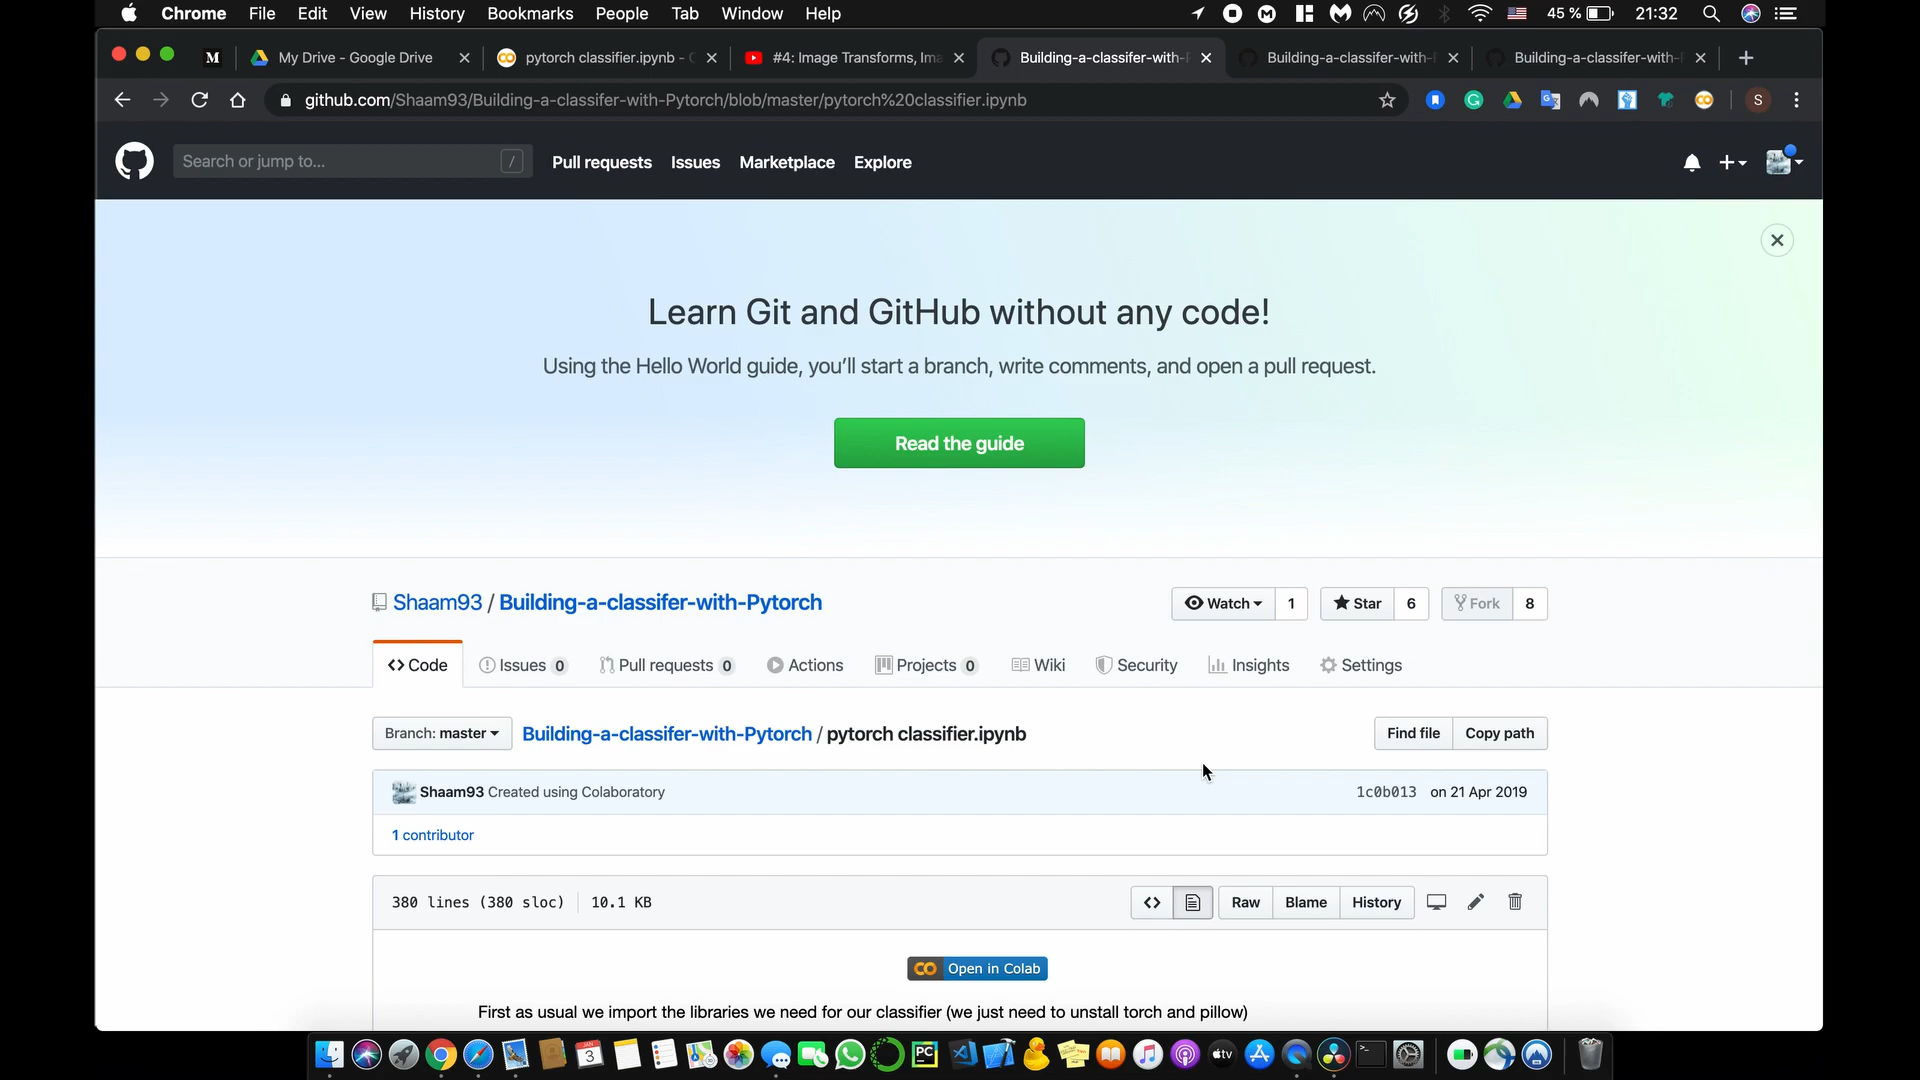 Chrome File Edit View History Bookmarks People Tab Window Help 45 % 21:32
M My Drive - Google Drive pytorch classifier.ipynb - #4: Image Transforms, Ima Building-a-classifer-with- Building-a-classifer-with- Building-a-classifer-with-
github.com/Shaam93/Building-a-classifer-with-Pytorch/blob/master/pytorch%20classifier.ipynb S
Search or jump to... / Pull requests Issues Marketplace Explore
Learn Git and GitHub without any code!
Using the Hello World guide, you’ll start a branch, write comments, and open a pull request.
Read the guide
Shaam93 / Building-a-classifer-with-Pytorch Watch 1 Star 6 Fork 8
Code Issues 0 Pull requests 0 Actions Projects 0 Wiki Security Insights Settings
Branch: master Building-a-classifer-with-Pytorch / pytorch classifier.ipynb Find file Copy path
Shaam93 Created using Colaboratory 1c0b013 on 21 Apr 2019
1 contributor
380 lines (380 sloc) 10.1 KB <> Raw Blame History
CO Open in Colab
First as usual we import the libraries we need for our classifier (we just need to unstall torch and pillow)
JAN 3 PC tv